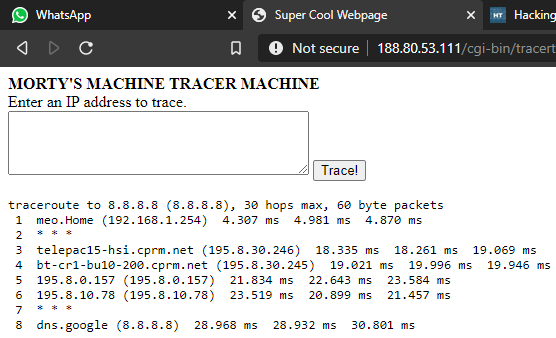 WhatsApp
Super Cool Webpage
Hacking
Not secure
188.80.53.111/cgi-bin/tracert
MORTY'S MACHINE TRACER MACHINE
Enter an IP address to trace.
Trace!
traceroute to 8.8.8.8 (8.8.8.8), 30 hops max, 60 byte packets
1 meo.Home (192.168.1.254) 4.307 ms 4.981 ms 4.870 ms
2 * * *
3 telepac15-hsi.cprm.net (195.8.30.246) 18.335 ms 18.261 ms 19.069 ms
4 bt-cr1-bu10-200.cprm.net (195.8.30.245) 19.021 ms 19.996 ms 19.946 ms
5 195.8.0.157 (195.8.0.157) 21.834 ms 22.643 ms 23.584 ms
6 195.8.10.78 (195.8.10.78) 23.519 ms 20.899 ms 21.457 ms
7 * * *
8 dns.google (8.8.8.8) 28.968 ms 28.932 ms 30.801 ms